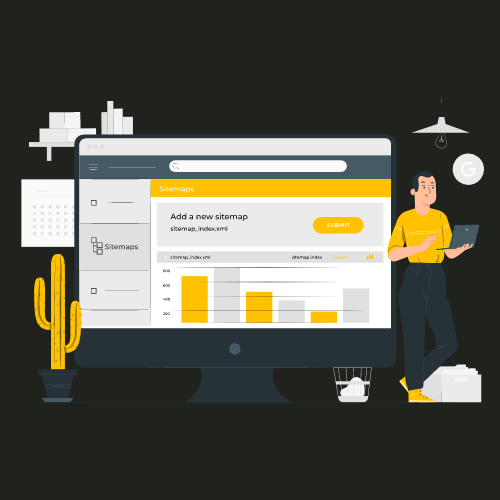 Sitemaps
Add a new sitemap
sitemap_index.xml
SUBMIT
Sitemaps
sitemap_index.xml sitemap index
800
600
400
200
G